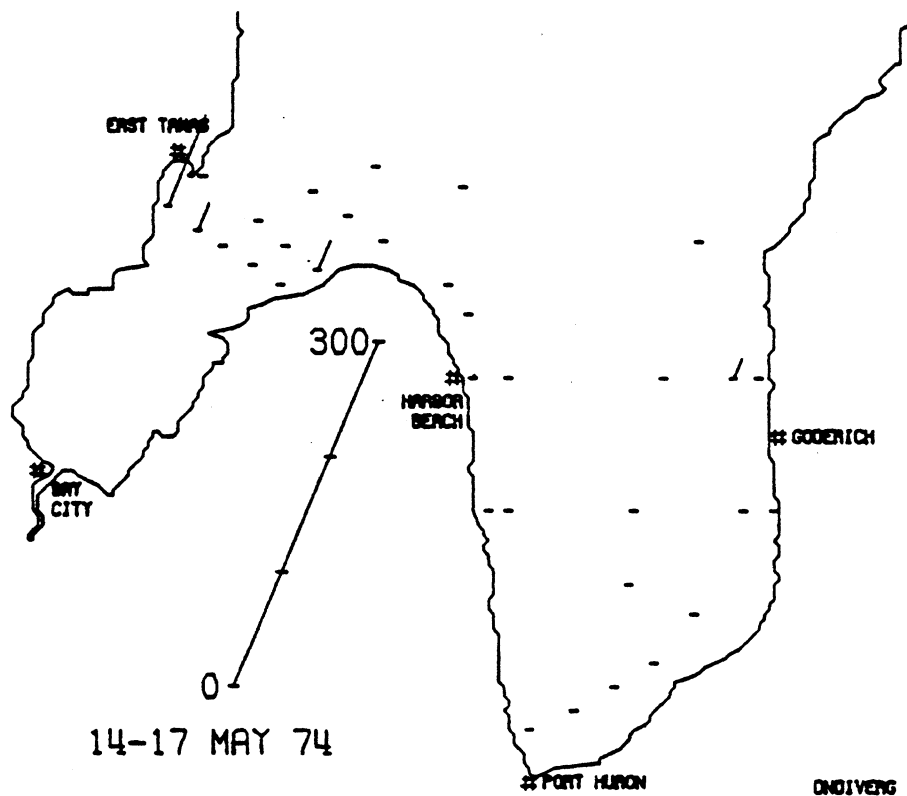 EAST TAWAS
300
HARBOR
BEACH
GODERICH
BAY
CITY
0
14-17 MAY 74
PORT HURON
ONDIVERG